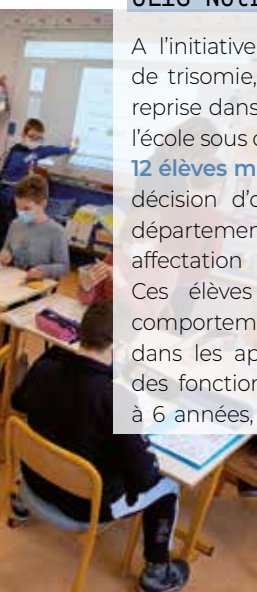 A l'initiative
de trisomie,
reprise dans
l'école sous
12 élèves
décision
département
affectation
Ces élèves
comportem
dans les ap
des fonction
à 6 années,